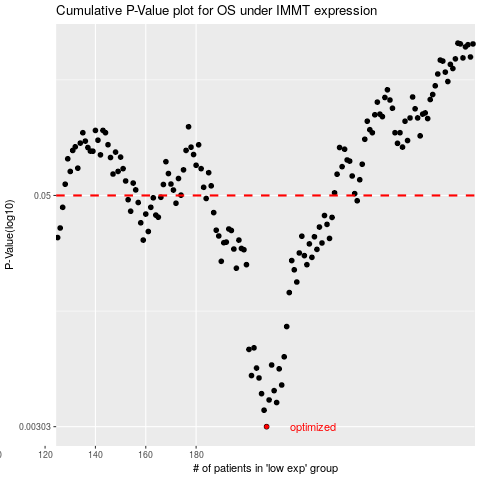 Cumulative P-Value plot for OS under IMMT expression
P-Value(log10)
0.05
0.00303
optimized
0 120 140 160 180
# of patients in 'low exp' group